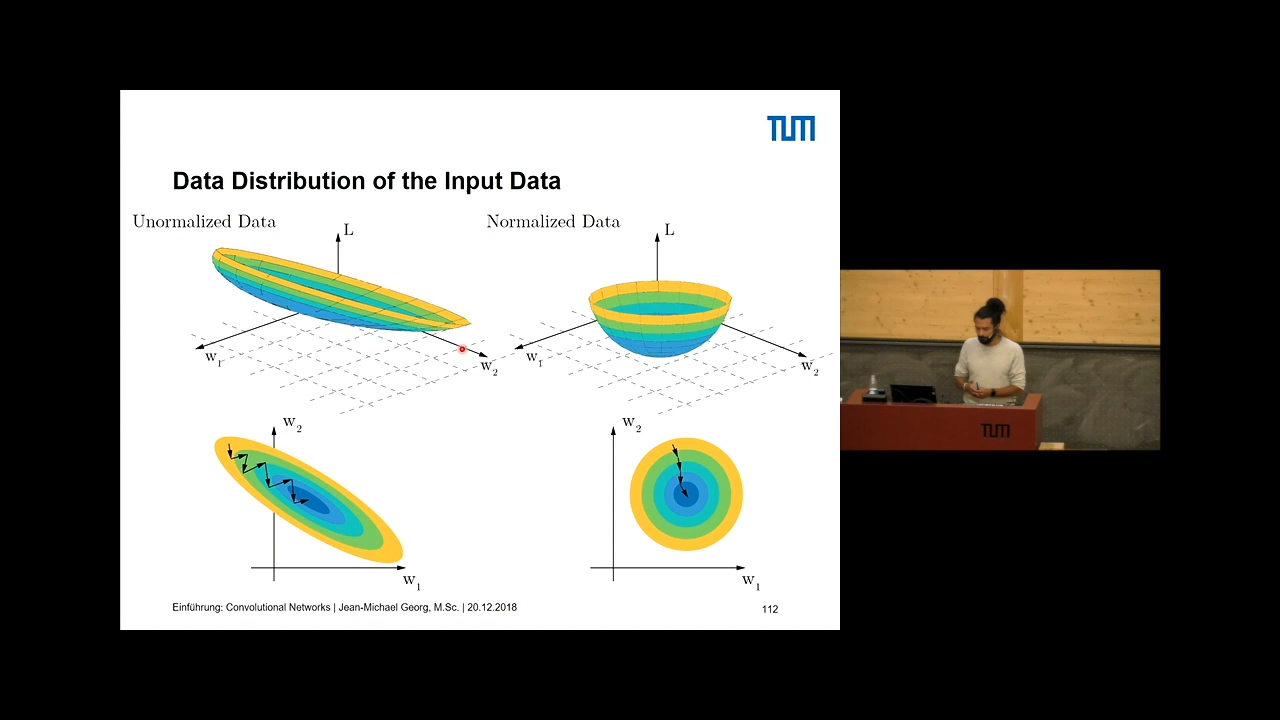 TUM
Data Distribution of the Input Data
Unormalized Data
Normalized Data
L
L
w1
w2
w1
w2
w2
w2
w1
w1
Einführung: Convolutional Networks | Jean-Michael Georg, M.Sc. | 20.12.2018
112
TUM